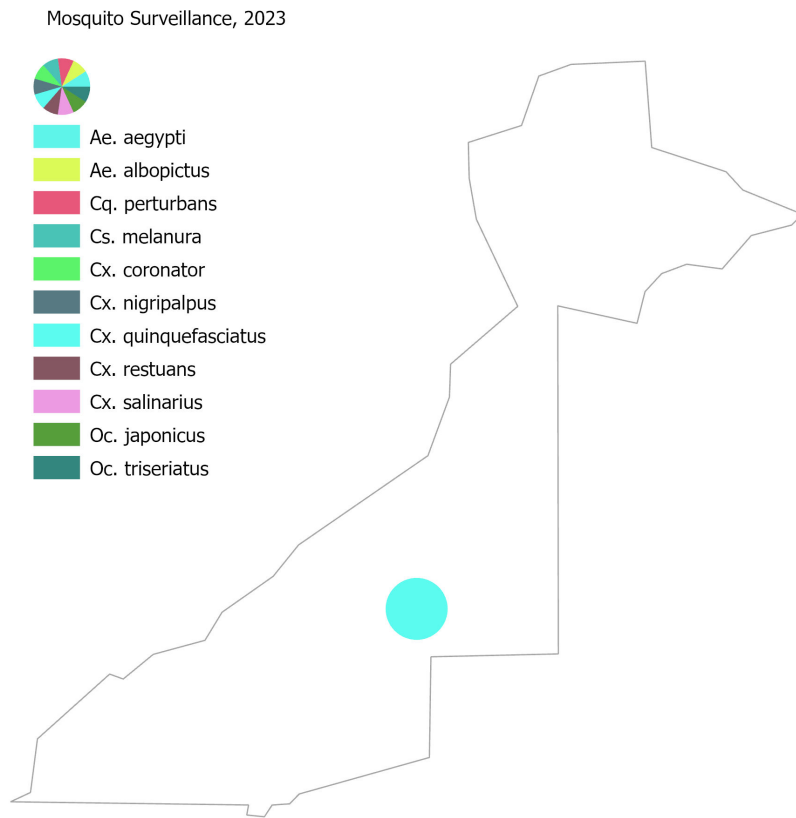 Mosquito Surveillance, 2023
Ae. aegypti
Ae. albopictus
Cq. perturbans
Cs. melanura
Cx. coronator
Cx. nigripalpus
Cx. quinquefasciatus
Cx. restuans
Cx. salinarius
Oc. japonicus
Oc. triseriatus